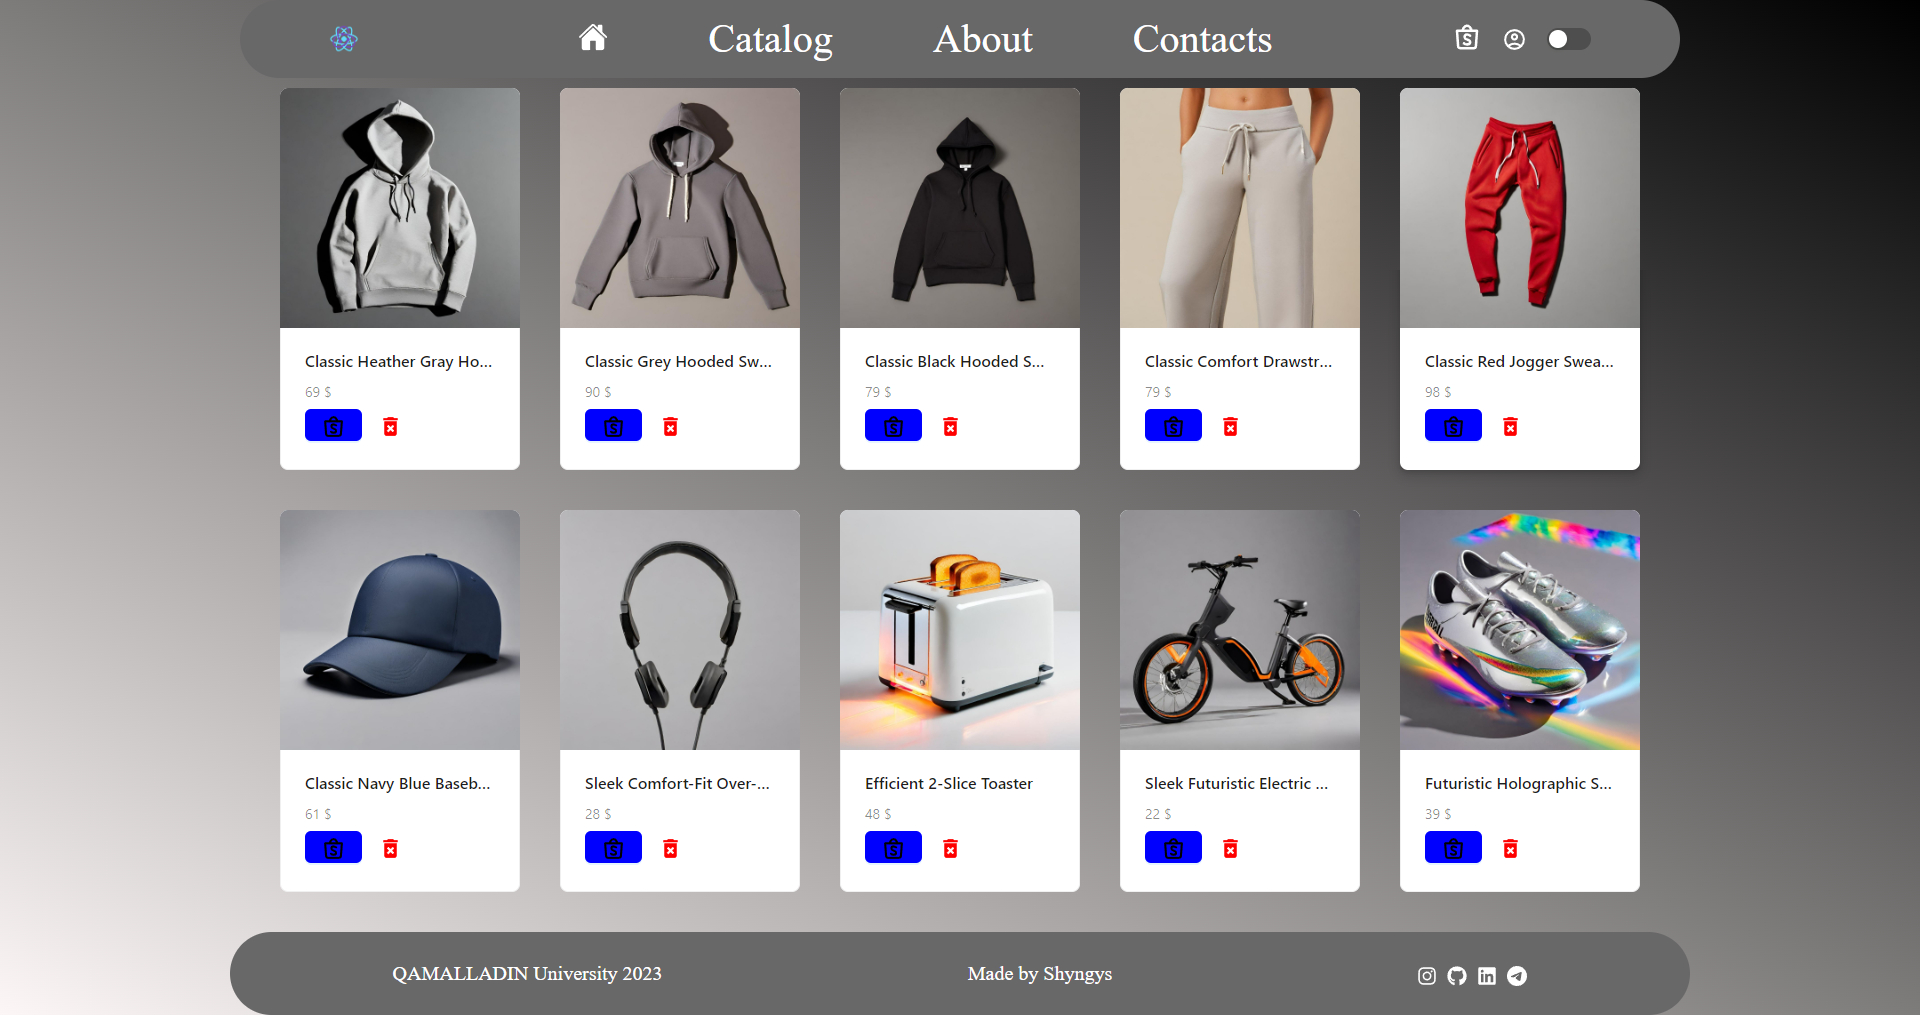 Catalog
About
Contacts
Classic Heather Gray Ho...
69 $
Classic Grey Hooded Sw...
90 $
Classic Black Hooded S...
79 $
Classic Comfort Drawstr...
79 $
Classic Red Jogger Swea...
98 $
Classic Navy Blue Baseb...
61 $
Sleek Comfort-Fit Over-...
28 $
Efficient 2-Slice Toaster
48 $
Sleek Futuristic Electric ...
22 $
Futuristic Holographic S...
39 $
QAMALLADIN University 2023
Made by Shyngys